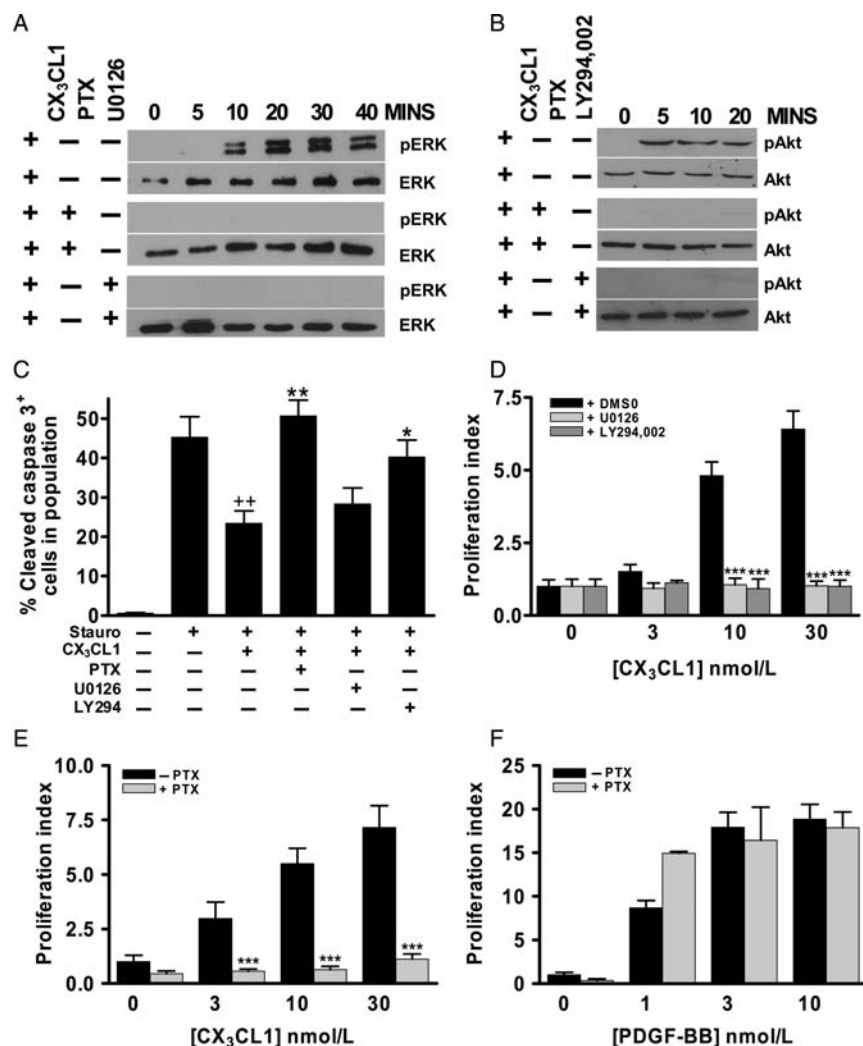 A
CX3CL1
PTX
U0126
0 5 10 20 30 40 MINS
+ – – pERK
+ – – ERK
+ + – pERK
+ + – ERK
+ – + pERK
+ – + ERK
B
CX3CL1
PTX
LY294,002
0 5 10 20 MINS
+ – – pAkt
+ – – Akt
+ + – pAkt
+ + – Akt
+ – + pAkt
+ – + Akt
C
% Cleaved caspase 3+
cells in population
50
40
30
20
10
0
++
**
*
Stauro – + + + + +
CX3CL1 – – + + + +
PTX – – – + – –
U0126 – – – – + –
LY294 – – – – – +
D
Proliferation index
7.5
5.0
2.5
0.0
+ DMS0
+ U0126
+ LY294,002
*** ***
*** ***
0 3 10 30
[CX3CL1] nmol/L
E
Proliferation index
10.0
7.5
5.0
2.5
0.0
– PTX
+ PTX
*** *** ***
0 3 10 30
[CX3CL1] nmol/L
F
Proliferation index
25
20
15
10
5
0
– PTX
+ PTX
0 1 3 10
[PDGF-BB] nmol/L